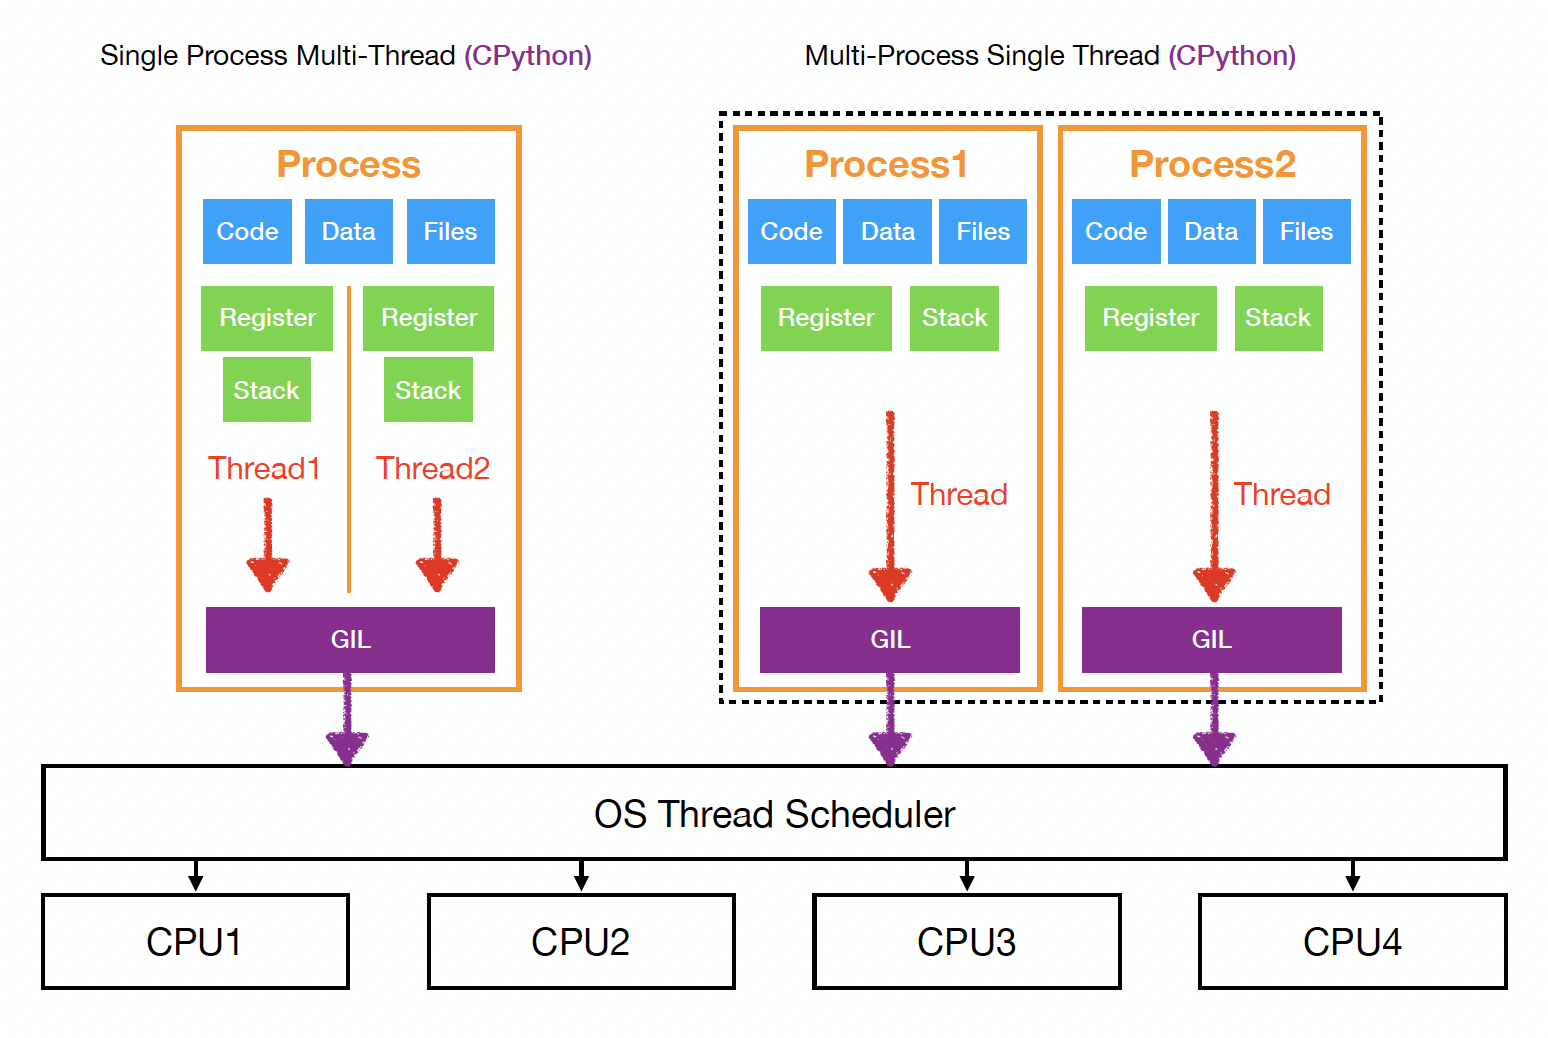 Single Process Multi-Thread (CPython)
Multi-Process Single Thread (CPython)
Process
Code
Data
Files
Register
Register
Stack
Stack
Thread1
Thread2
GIL
Process1
Code
Data
Files
Register
Stack
Thread
GIL
Process2
Code
Data
Files
Register
Stack
Thread
GIL
OS Thread Scheduler
CPU1
CPU2
CPU3
CPU4